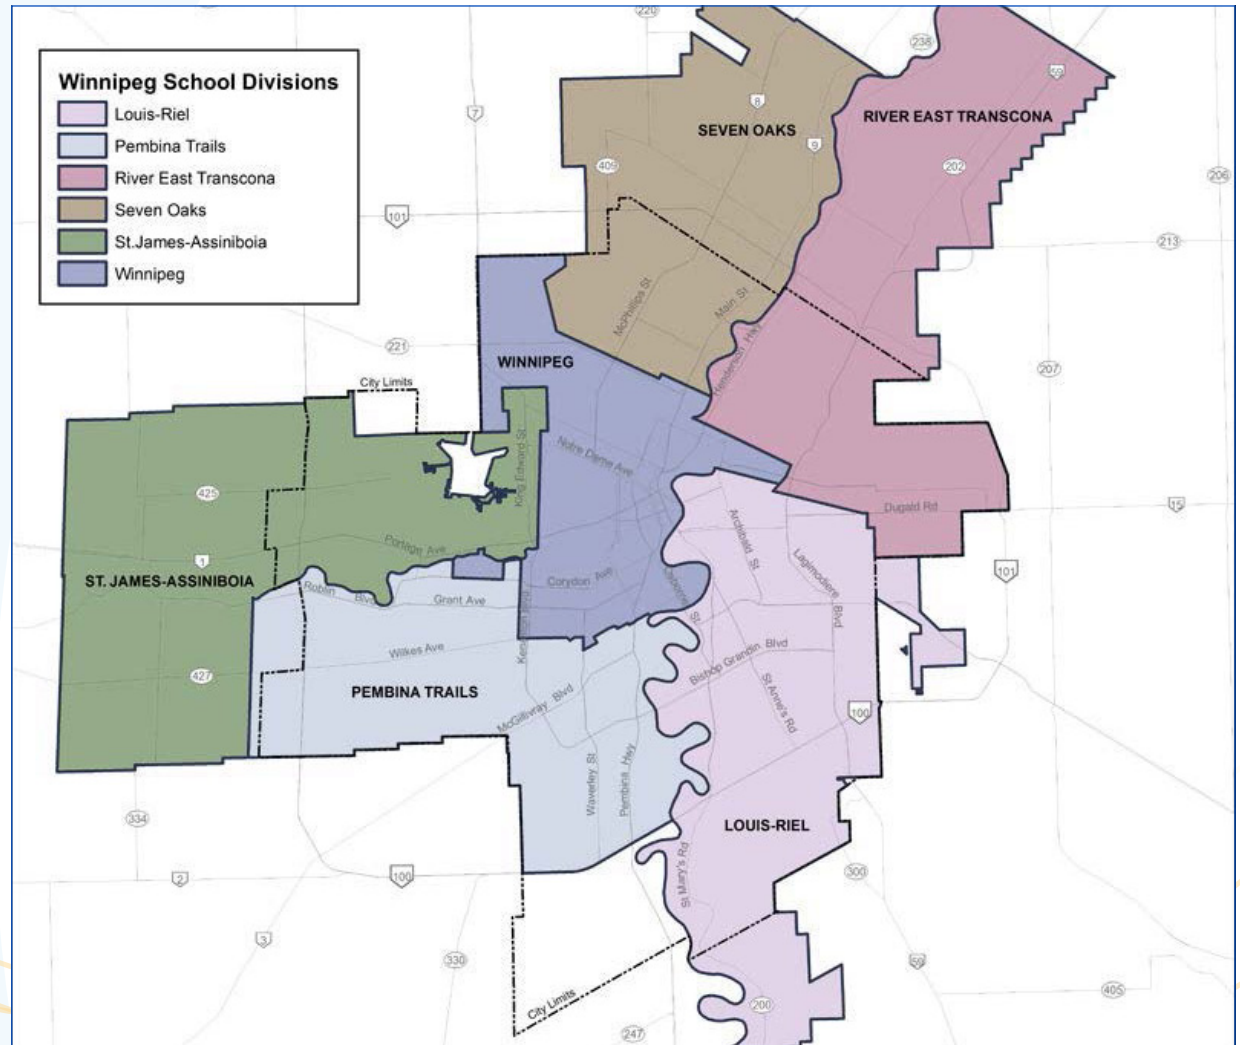 Winnipeg School Divisions
Louis-Riel
Pembina Trails
River East Transcona
Seven Oaks
St.James-Assiniboia
Winnipeg
220
238
59
7
8
SEVEN OAKS
RIVER EAST TRANSCONA
9
409
202
206
101
213
McPhillips St
Main St
Henderson Hwy
221
WINNIPEG
207
City Limits
King Edward St
Notre Dame Ave
425
Dugald Rd
15
Archibald St
Portage Ave
1
Lagimodiere Blvd
ST. JAMES-ASSINIBOIA
Corydon Ave
101
Roblin Blvd
Grant Ave
Osborne St
Wilkes Ave
Bishop Grandin Blvd
427
PEMBINA TRAILS
St Anne's Rd
McGillivray Blvd
100
Waverley St
Pembina Hwy
334
LOUIS-RIEL
St Mary's Rd
2
100
300
3
330
59
City Limits
200
405
247